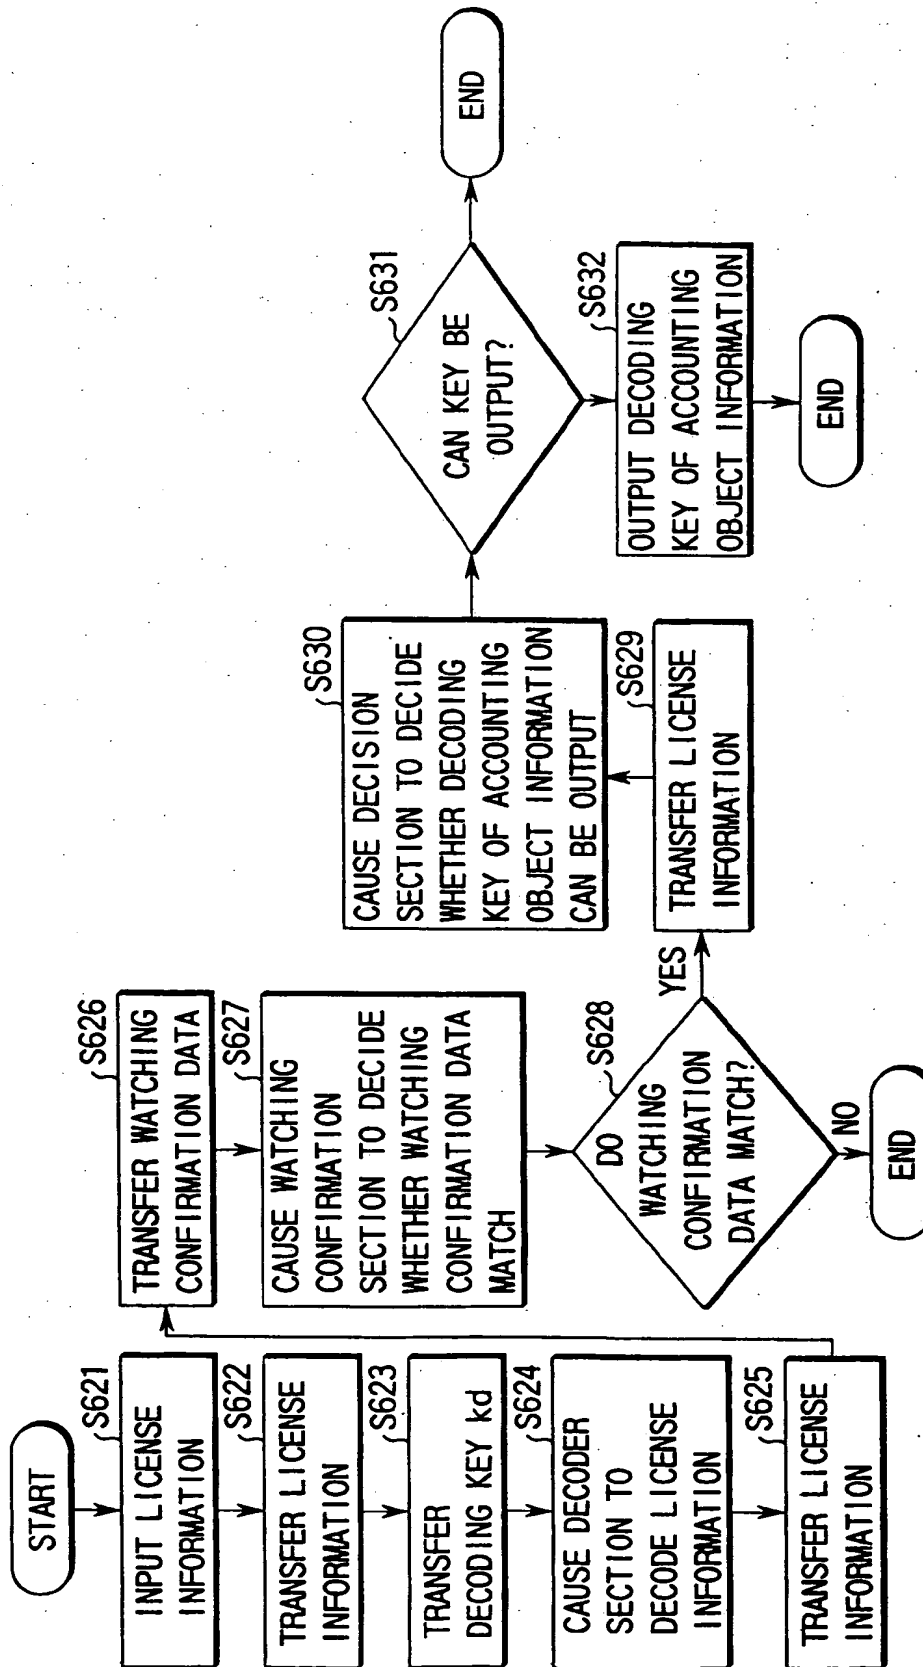 START
S621
INPUT LICENSE
INFORMATION
S622
TRANSFER LICENSE
INFORMATION
S623
TRANSFER
DECODING KEY kd
S624
CAUSE DECODER
SECTION TO
DECODE LICENSE
INFORMATION
S625
TRANSFER LICENSE
INFORMATION
S626
TRANSFER WATCHING
CONFIRMATION DATA
S627
CAUSE WATCHING
CONFIRMATION
SECTION TO DECIDE
WHETHER WATCHING
CONFIRMATION DATA
MATCH
S628
DO
WATCHING
CONFIRMATION
DATA MATCH?
YES
NO
END
S629
TRANSFER LICENSE
INFORMATION
S630
CAUSE DECISION
SECTION TO DECIDE
WHETHER DECODING
KEY OF ACCOUNTING
OBJECT INFORMATION
CAN BE OUTPUT
S631
CAN KEY BE
OUTPUT?
END
S632
OUTPUT DECODING
KEY OF ACCOUNTING
OBJECT INFORMATION
END